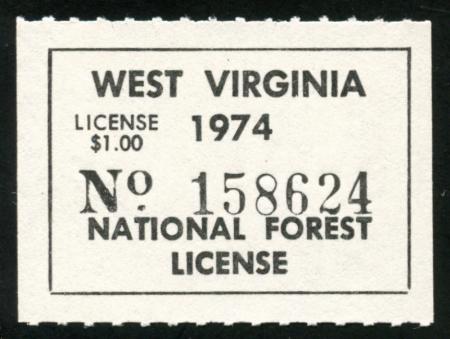 WEST VIRGINIA
LICENSE 1974
$1.00
No 158624
NATIONAL FOREST
LICENSE